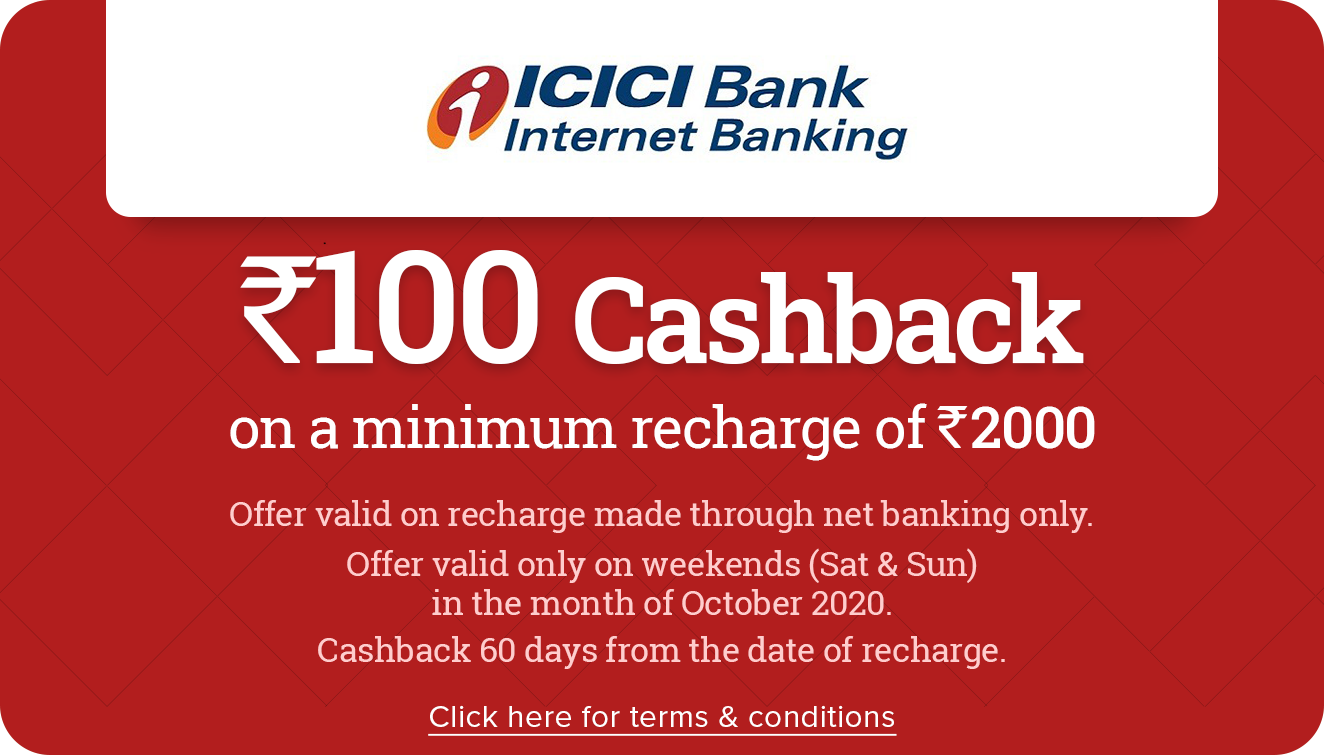 ICICI Bank
Internet Banking
₹100 Cashback
on a minimum recharge of ₹2000
Offer valid on recharge made through net banking only.
Offer valid only on weekends (Sat & Sun)
in the month of October 2020.
Cashback 60 days from the date of recharge.
Click here for terms & conditions